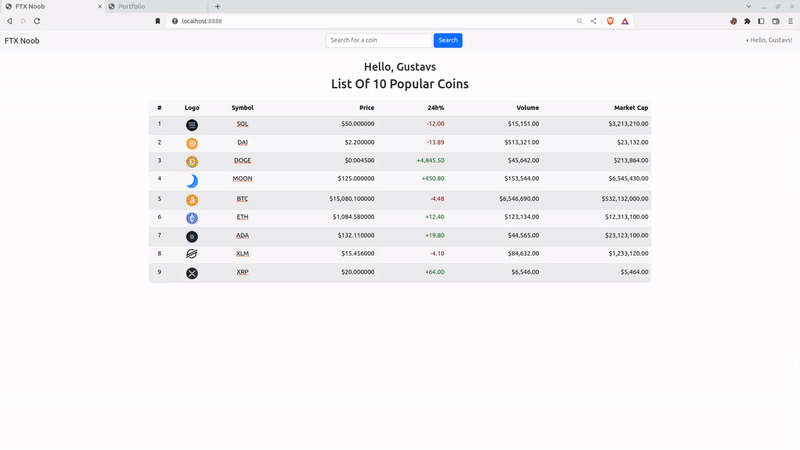 FTX Noob
Portfolio
localhost:8888
FTX Noob
Search for a coin
Search
Hello, Gustavs!
Hello, Gustavs
List Of 10 Popular Coins
# Logo Symbol Price 24h% Volume Market Cap
1 SOL $50.000000 -12.00 $15,151.00 $3,213,210.00
2 DAI $2.200000 -13.89 $513,321.00 $23,132.00
3 DOGE $0.004500 +4,845.50 $45,642.00 $213,864.00
4 MOON $125.000000 +450.80 $153,544.00 $6,545,430.00
5 BTC $15,080.100000 -4.48 $6,546,690.00 $532,132,000.00
6 ETH $1,084.580000 +12.40 $123,134.00 $12,313,100.00
7 ADA $132.110000 +19.80 $44,565.00 $23,123,100.00
8 XLM $15.456000 -4.10 $84,632.00 $1,233,120.00
9 XRP $20.000000 +64.00 $6,546.00 $5,464.00